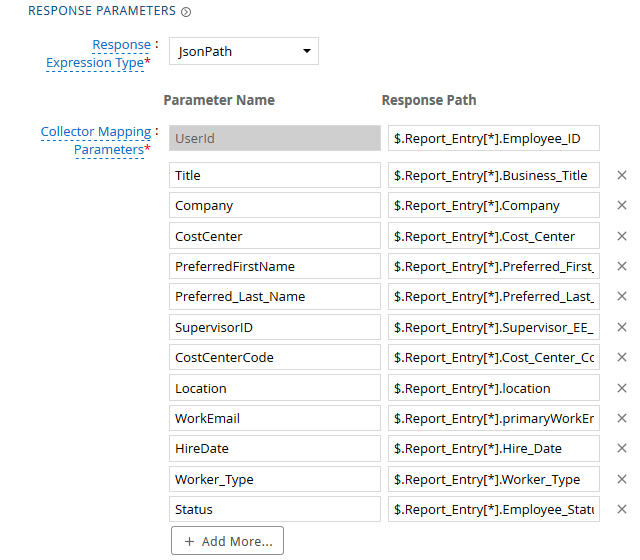 RESPONSE PARAMETERS
Response :
Expression Type*
JsonPath
Parameter Name Response Path
Collector Mapping :
Parameters*
UserId $.Report_Entry[*].Employee_ID
Title $.Report_Entry[*].Business_Title
Company $.Report_Entry[*].Company
CostCenter $.Report_Entry[*].Cost_Center
PreferredFirstName $.Report_Entry[*].Preferred_First_
Preferred_Last_Name $.Report_Entry[*].Preferred_Last_
SupervisorID $.Report_Entry[*].Supervisor_EE_
CostCenterCode $.Report_Entry[*].Cost_Center_Co
Location $.Report_Entry[*].location
WorkEmail $.Report_Entry[*].primaryWorkEr
HireDate $.Report_Entry[*].Hire_Date
Worker_Type $.Report_Entry[*].Worker_Type
Status $.Report_Entry[*].Employee_Statu
+ Add More...